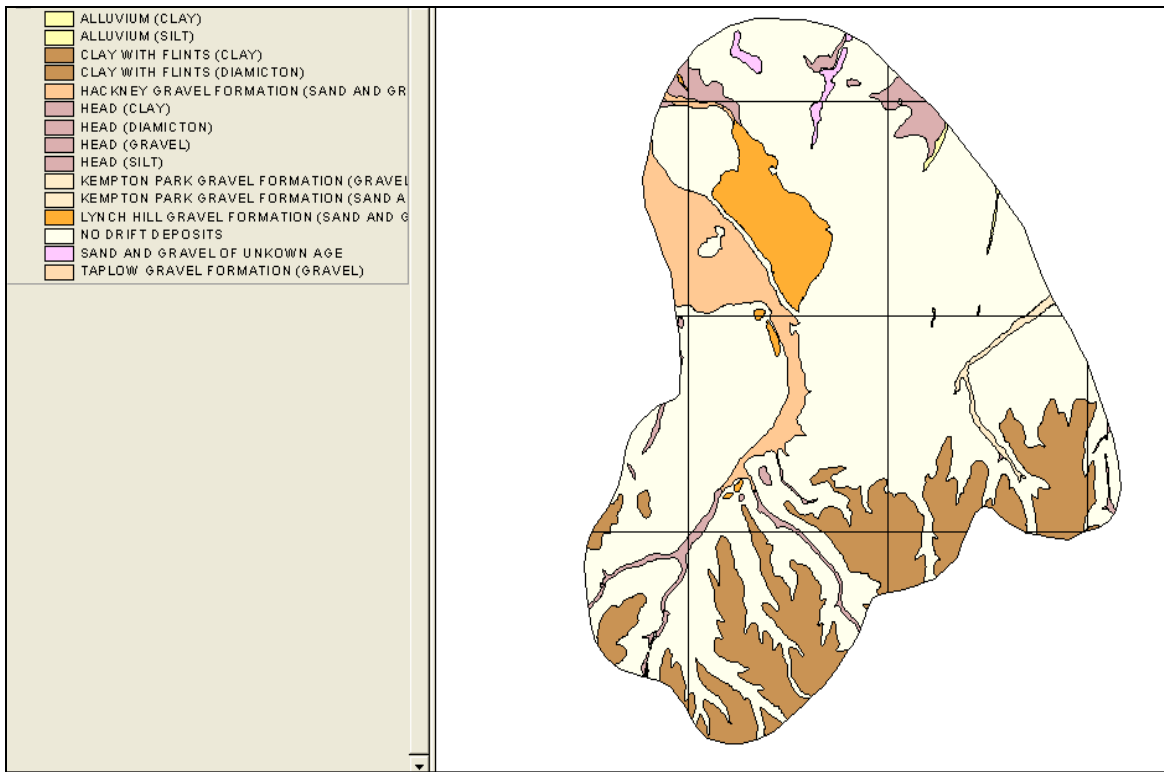 ALLUVIUM (CLAY)
ALLUVIUM (SILT)
CLAY WITH FLINTS (CLAY)
CLAY WITH FLINTS (DIAMICTON)
HACKNEY GRAVEL FORMATION (SAND AND GR
HEAD (CLAY)
HEAD (DIAMICTON)
HEAD (GRAVEL)
HEAD (SILT)
KEMPTON PARK GRAVEL FORMATION (GRAVEL
KEMPTON PARK GRAVEL FORMATION (SAND A
LYNCH HILL GRAVEL FORMATION (SAND AND G
NO DRIFT DEPOSITS
SAND AND GRAVEL OF UNKOWN AGE
TAPLOW GRAVEL FORMATION (GRAVEL)